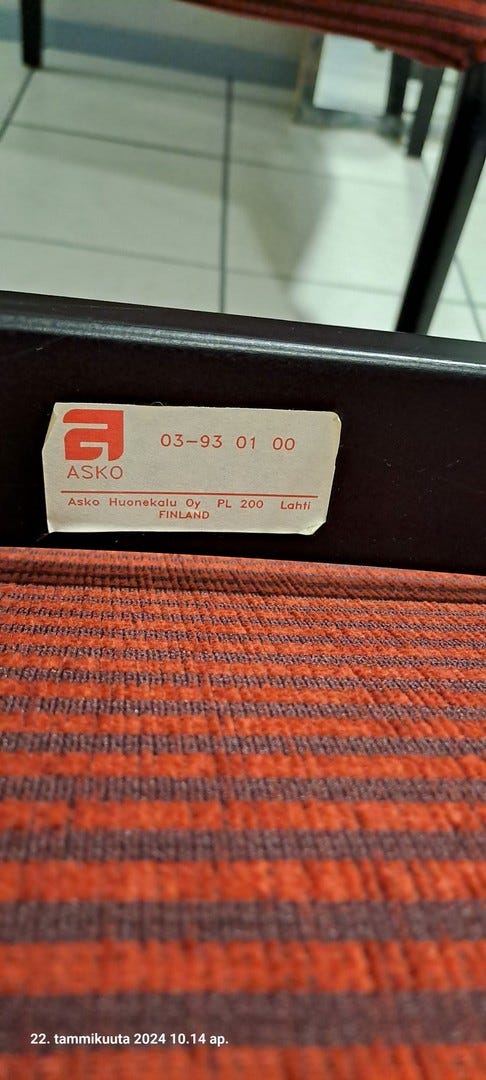 ASKO
03-93 01 00
Asko Huonekalu Oy PL 200 Lahti
FINLAND
22. tammikuuta 2024 10.14 ap.